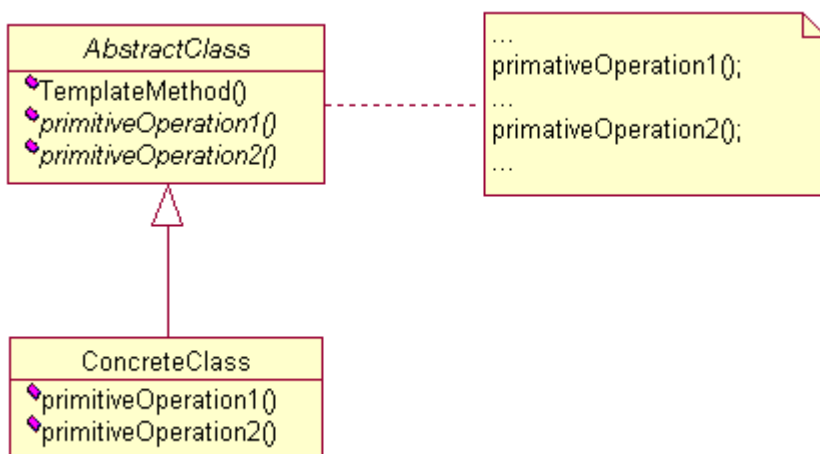 AbstractClass
TemplateMethod()
primitiveOperation1()
primitiveOperation2()
...
primativeOperation1();
...
primativeOperation2();
...
ConcreteClass
primitiveOperation1()
primitiveOperation2()